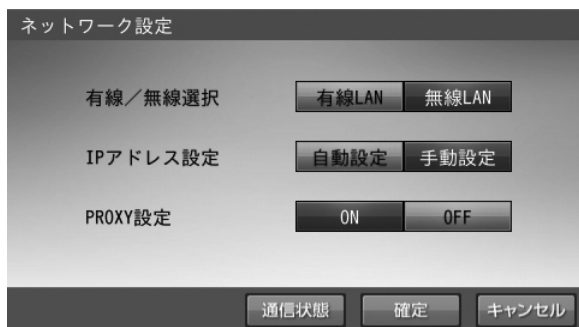 ネットワーク設定
有線／無線選択 有線LAN 無線LAN
IPアドレス設定 自動設定 手動設定
PROXY設定 ON OFF
通信状態 確定 キャンセル